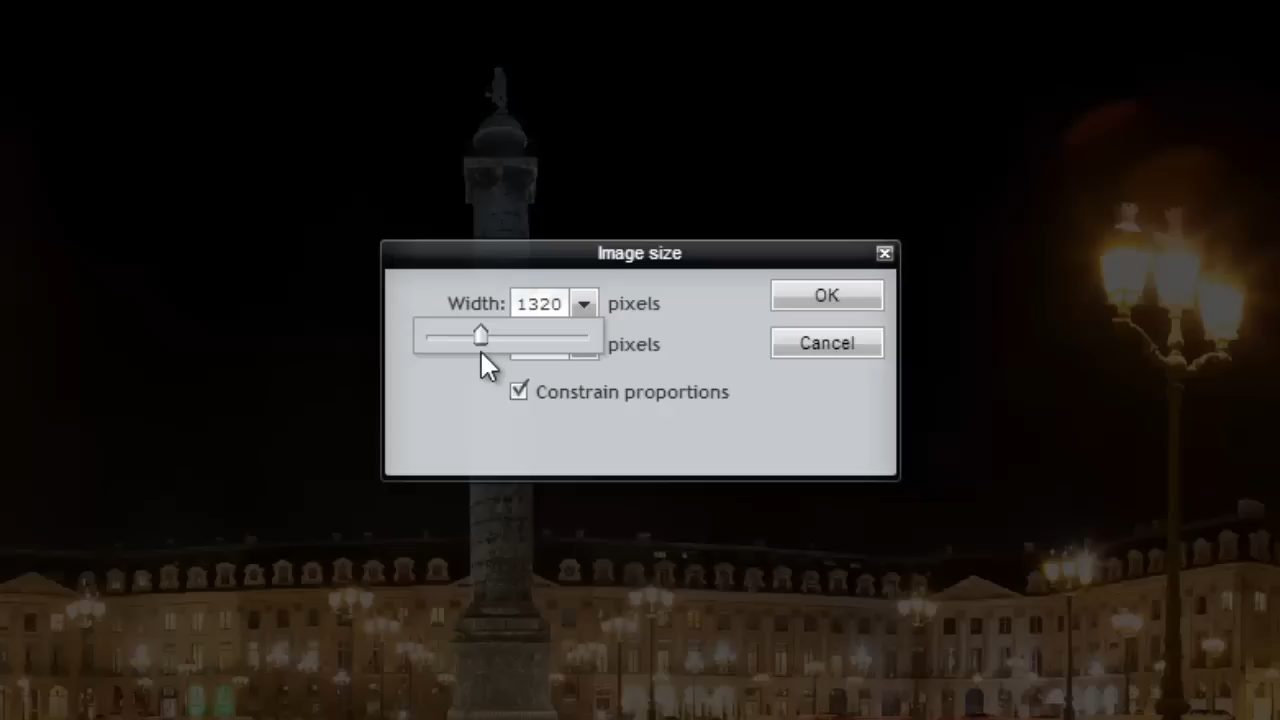 Image size
Width: 1320 pixels
OK
pixels
Cancel
Constrain proportions